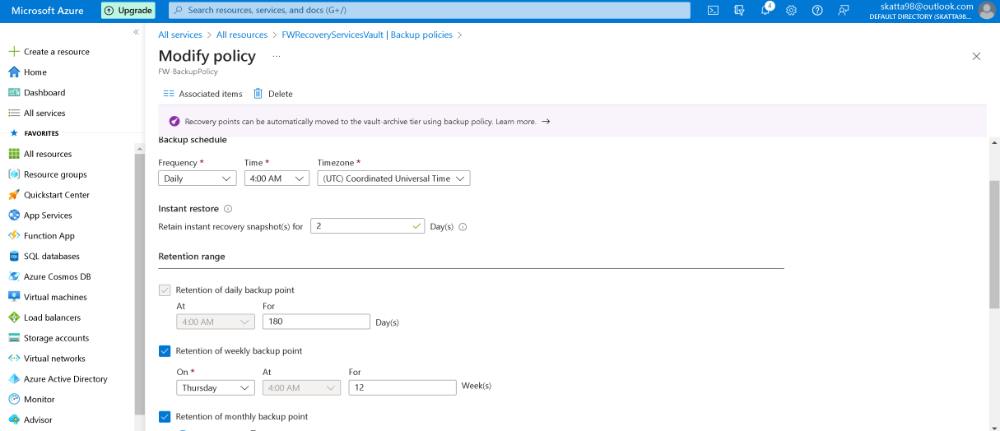 Microsoft Azure
Upgrade
Search resources, services, and docs (G+/)
4
skatta98@outlook.com
DEFAULT DIRECTORY (SKATTA98...
«
Create a resource
Home
Dashboard
All services
FAVORITES
All resources
Resource groups
Quickstart Center
App Services
Function App
SQL databases
Azure Cosmos DB
Virtual machines
Load balancers
Storage accounts
Virtual networks
Azure Active Directory
Monitor
Advisor
All services > All resources > FWRecoveryServicesVault | Backup policies >
Modify policy ...
FW-BackupPolicy
Associated items Delete
Recovery points can be automatically moved to the vault-archive tier using backup policy. Learn more. →
Backup schedule
Frequency * Time * Timezone *
Daily 4:00 AM (UTC) Coordinated Universal Time
Instant restore
Retain instant recovery snapshot(s) for 2 Day(s)
Retention range
Retention of daily backup point
At For
4:00 AM 180 Day(s)
Retention of weekly backup point
On * At For
Thursday 4:00 AM 12 Week(s)
Retention of monthly backup point